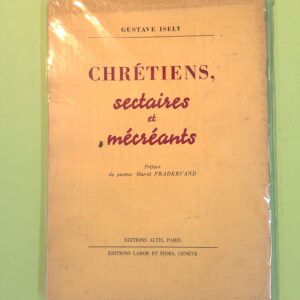 GUSTAVE ISELY
CHRÉTIENS,
sectaires
et
mécréants
Préface
du pasteur Marcel PRADERVAND
EDITIONS ALTIS, PARIS
EDITIONS LABOR ET FIDES, GENÈVE